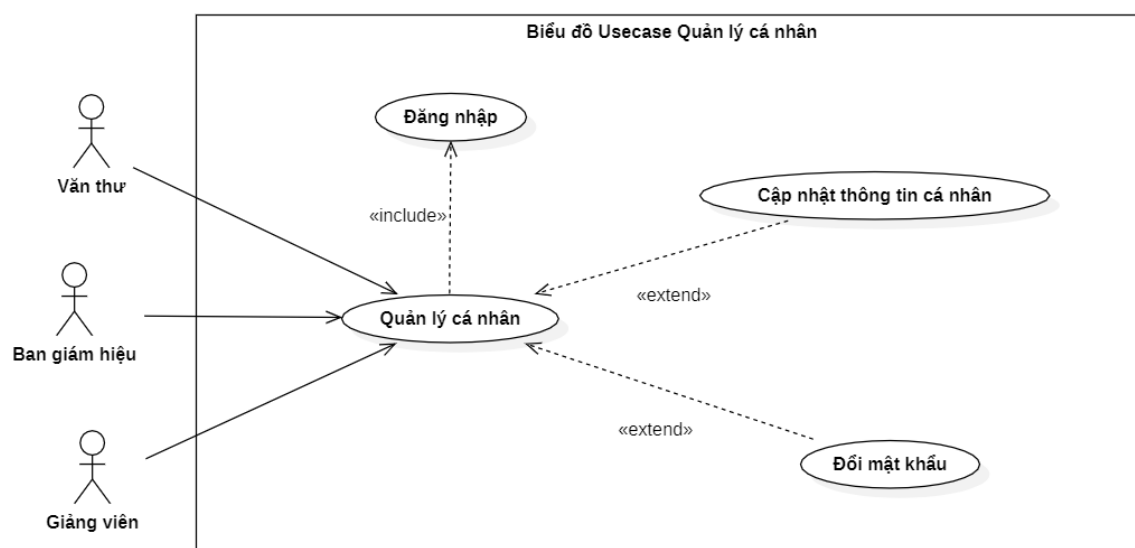 Biểu đồ Usecase Quản lý cá nhân
Đăng nhập
Văn thư
Cập nhật thông tin cá nhân
«include»
«extend»
Quản lý cá nhân
Ban giám hiệu
«extend»
Đổi mật khẩu
Giảng viên